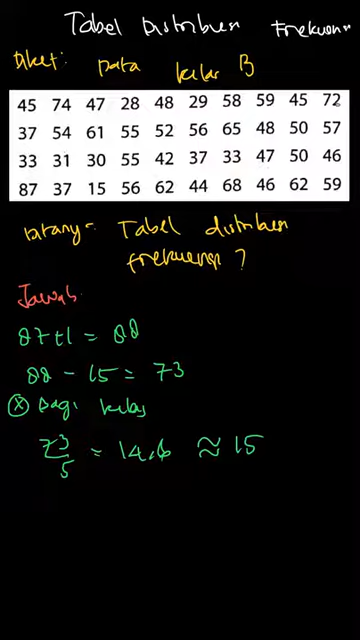 Tabel Distribusi Frekuensi
Diket: Data kelas B
45 74 47 28 48 29 58 59 45 72
37 54 61 55 52 56 65 48 50 57
33 31 30 55 42 37 33 47 50 46
87 37 15 56 62 44 68 46 62 59
Ditany = Tabel distribusi
frekuensi ?
Jawab:
87+1 = 88
88 - 15 = 73
x Bagi kelas
73/5 = 14.6 ≈ 15